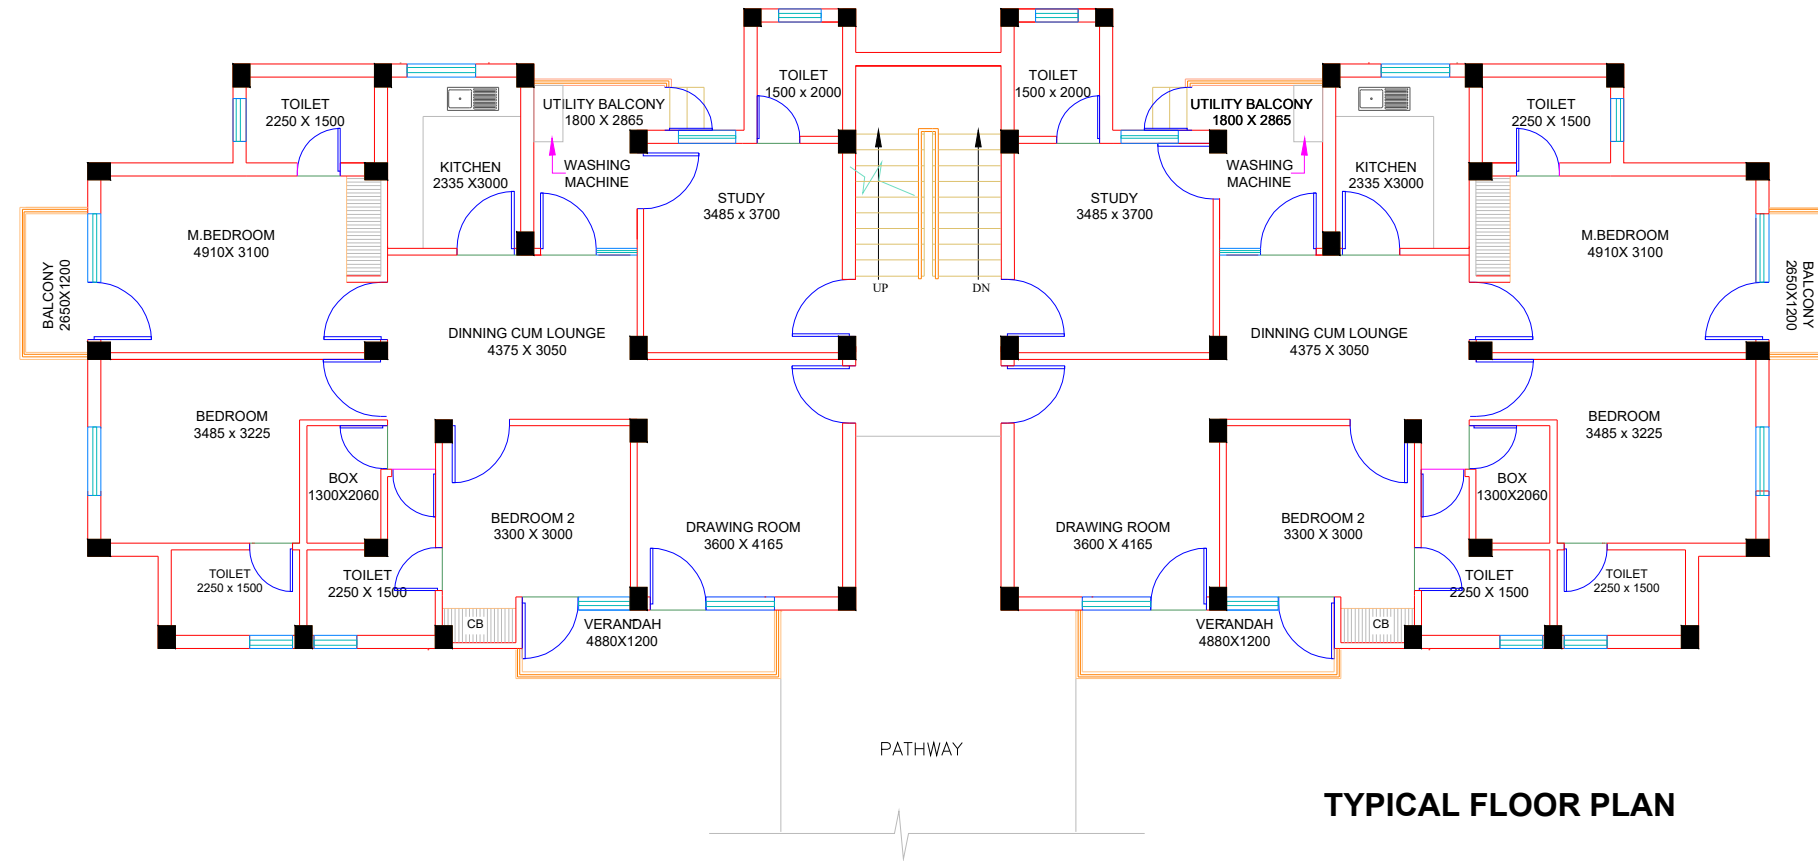 TOILET
1500 x 2000
TOILET
1500 x 2000
TOILET
2250 X 1500
UTILITY BALCONY
1800 X 2865
UTILITY BALCONY
1800 X 2865
TOILET
2250 X 1500
KITCHEN
2335 X3000
WASHING
MACHINE
STUDY
3485 x 3700
STUDY
3485 x 3700
WASHING
MACHINE
KITCHEN
2335 X3000
M.BEDROOM
4910X 3100
M.BEDROOM
4910X 3100
BALCONY
2650X1200
UP
DN
BALCONY
2650X1200
DINNING CUM LOUNGE
4375 X 3050
DINNING CUM LOUNGE
4375 X 3050
BEDROOM
3485 x 3225
BEDROOM
3485 x 3225
BOX
1300X2060
BOX
1300X2060
BEDROOM 2
3300 X 3000
DRAWING ROOM
3600 X 4165
DRAWING ROOM
3600 X 4165
BEDROOM 2
3300 X 3000
TOILET
2250 x 1500
TOILET
2250 X 1500
TOILET
2250 X 1500
TOILET
2250 x 1500
CB
VERANDAH
4880X1200
VERANDAH
4880X1200
CB
PATHWAY
TYPICAL FLOOR PLAN